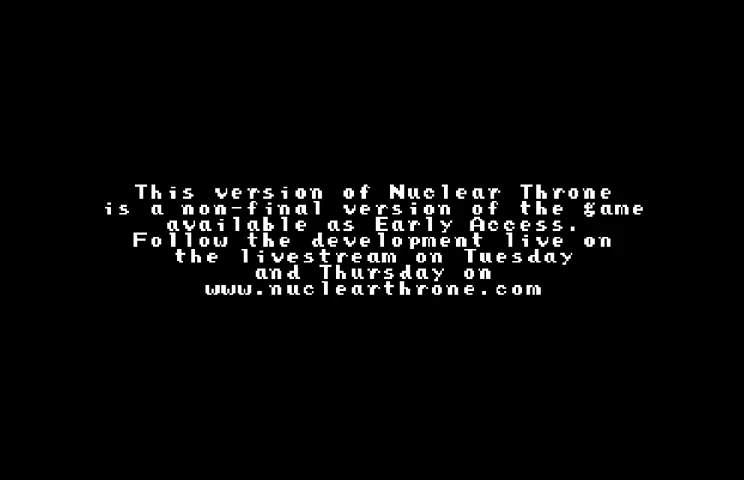 This version of Nuclear Throne
is a non-final version of the game
available as Early Access.
Follow the development live on
the livestream on Tuesday
and Thursday on
www.nuclearthrone.com